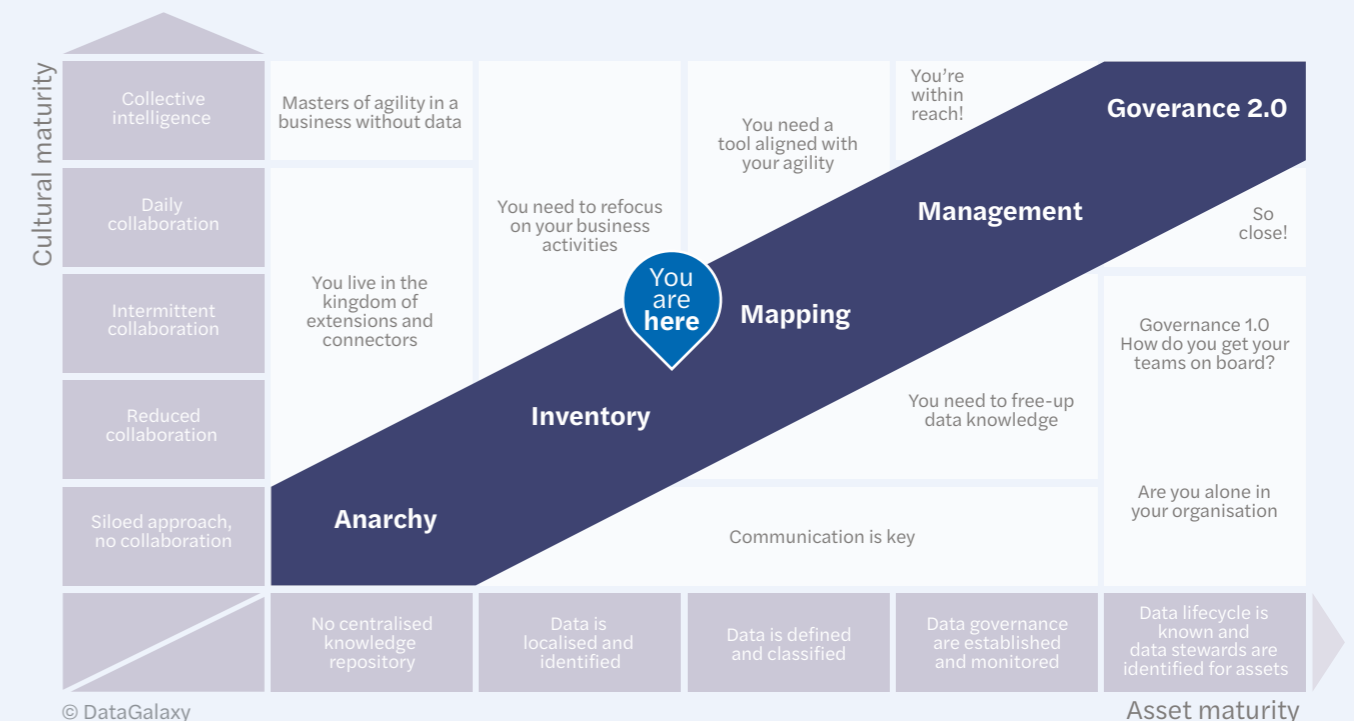 Cultural maturity
Collective
intelligence
Masters of agility in a
business without data
You need a
tool aligned with
your agility
You're
within
reach!
Goverance 2.0
Daily
collaboration
You need to refocus
on your business
activities
Management
So
close!
Intermittent
collaboration
You live in the
kingdom of
extensions and
connectors
You
are
here
Mapping
Governance 1.0
How do you get your
teams on board?
Reduced
collaboration
Inventory
You need to free-up
data knowledge
Siloed approach,
no collaboration
Anarchy
Communication is key
Are you alone in
your organisation
No centralised
knowledge
repository
Data is
localised and
identified
Data is defined
and classified
Data governance
are established
and monitored
Data lifecycle is
known and
data stewards are
identified for assets
© DataGalaxy
Asset maturity